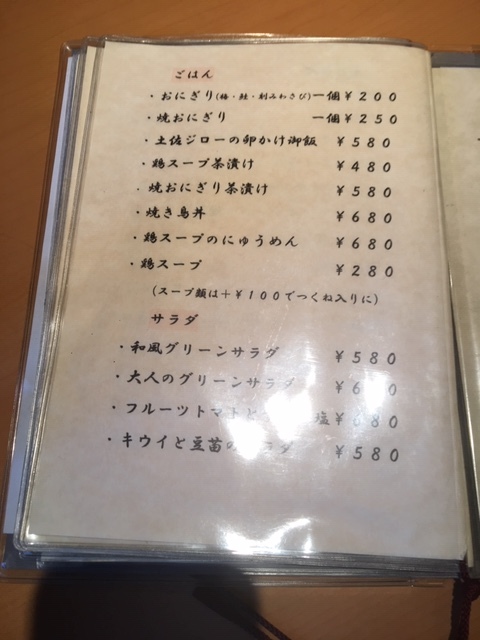 ごはん
・おにぎり(梅・鮭・刻みわさび)一個¥200
・焼おにぎり 一個¥250
・土佐ジローの卵かけ御飯 ¥580
・鶏スープ茶漬け ¥480
・焼おにぎり茶漬け ¥580
・焼き鳥丼 ¥680
・鶏スープのにゅうめん ¥680
・鶏スープ ¥280
(スープ類は+¥100でつくね入りに)
サラダ
・和風グリーンサラダ ¥580
・大人のグリーンサラダ ¥6
・フルーツトマトと 塩¥680
・キウイと豆苗の ラダ ¥580